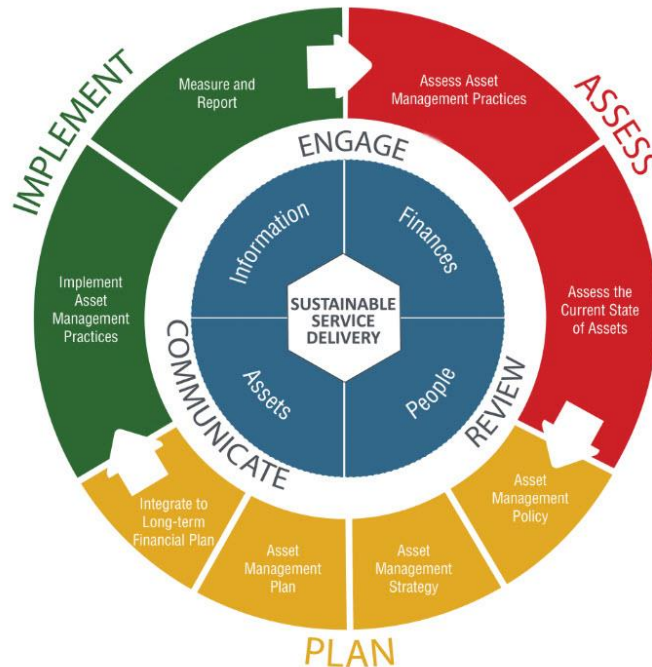 IMPLEMENT
Measure and
Report
Assess Asset
Management Practices
ASSESS
ENGAGE
Information
Finances
Implement
Asset
Management
Practices
SUSTAINABLE
SERVICE
DELIVERY
Assess the
Current State
of Assets
COMMUNICATE
Assets
People
REVIEW
Integrate to
Long-term
Financial Plan
Asset
Management
Plan
Asset
Management
Strategy
Asset
Management
Policy
PLAN